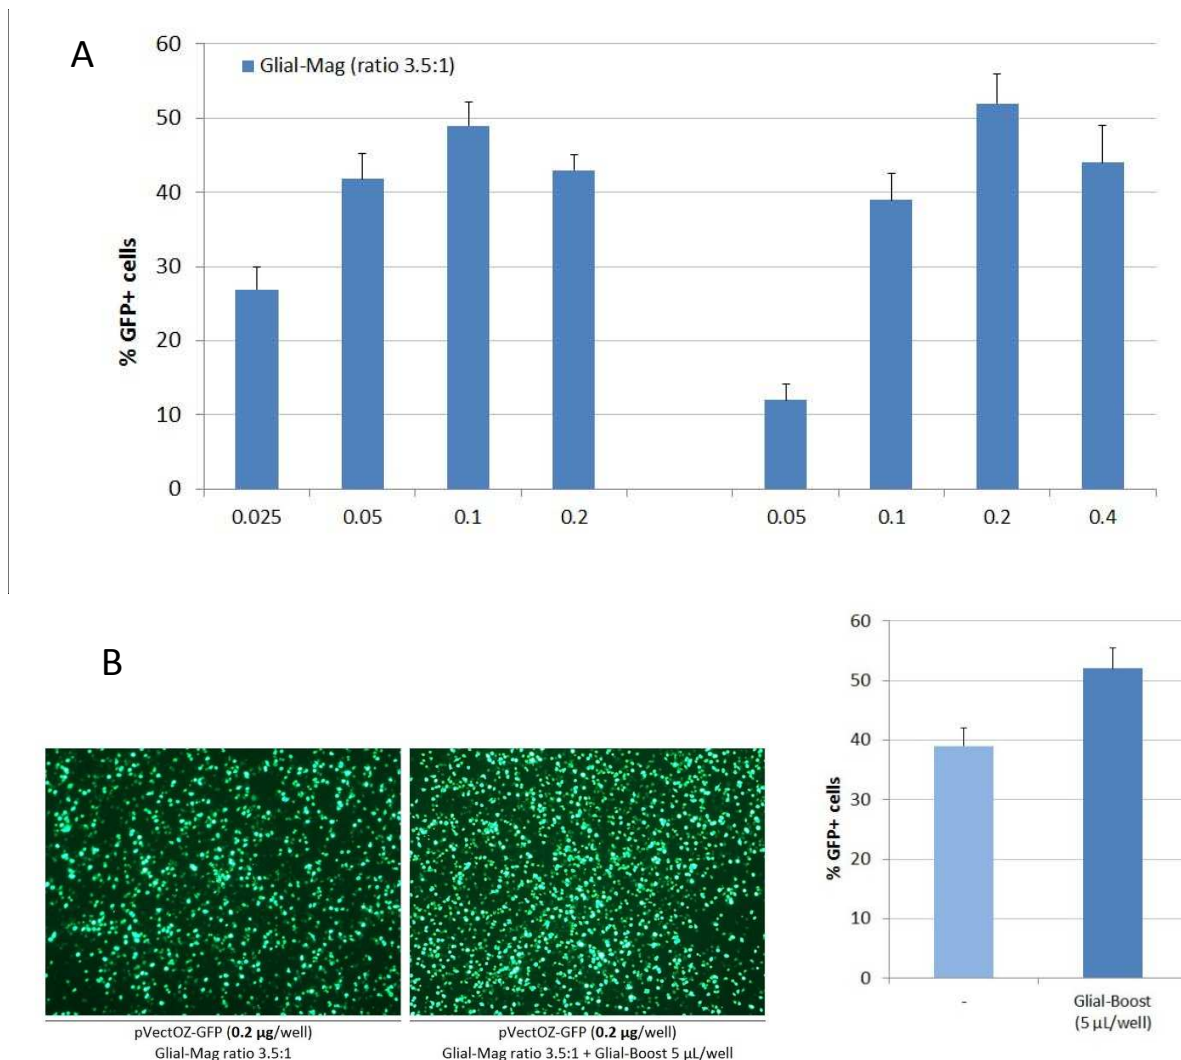 A
60
50
40
30
20
10
0
% GFP+ cells
Glial-Mag (ratio 3.5:1)
0.025 0.05 0.1 0.2 0.05 0.1 0.2 0.4
B
pVectOZ-GFP (0.2 µg/well)
Glial-Mag ratio 3.5:1
pVectOZ-GFP (0.2 µg/well)
Glial-Mag ratio 3.5:1 + Glial-Boost 5 µL/well
60
50
40
30
20
10
0
% GFP+ cells
- Glial-Boost
(5 µL/well)